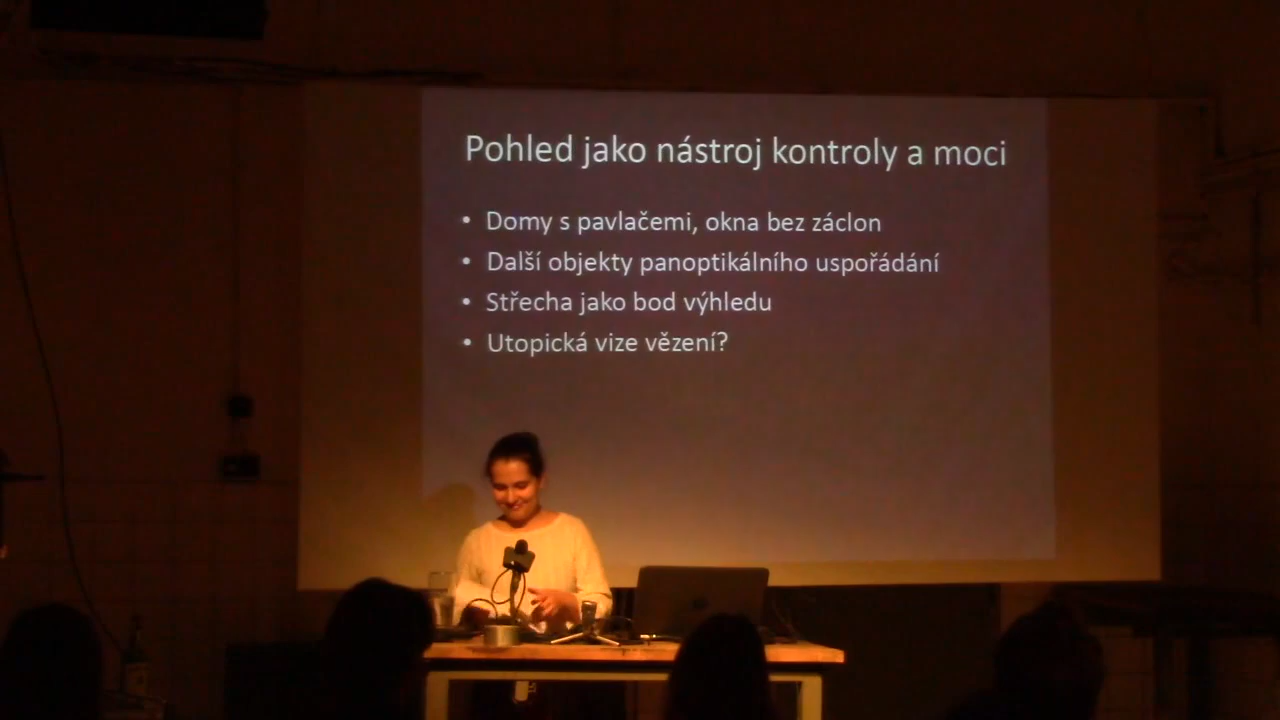 Pohled jako nástroj kontroly a moci
• Domy s pavlačemi, okna bez záclon
• Další objekty panoptikálního uspořádání
• Střecha jako bod výhledu
• Utopická vize vězení?